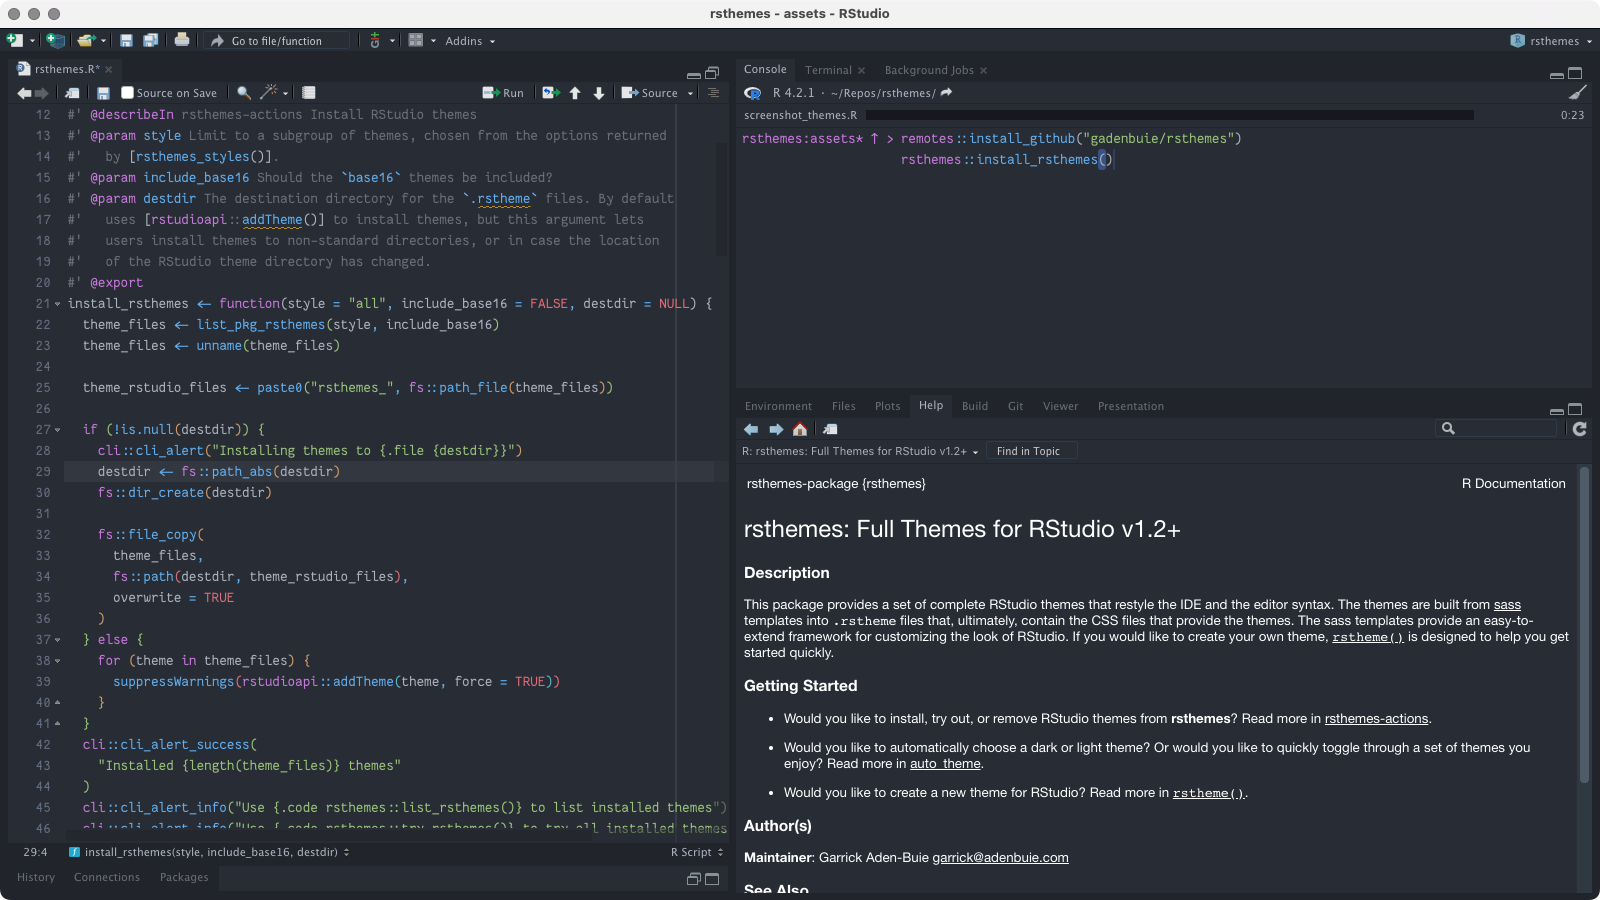 rsthemes - assets - RStudio
Go to file/function
Addins
rsthemes
rsthemes.R*
Source on Save
Run
Source
12 #' @describeIn rsthemes-actions Install RStudio themes
13 #' @param style Limit to a subgroup of themes, chosen from the options returned
14 #'   by [rsthemes_styles()].
15 #' @param include_base16 Should the `base16` themes be included?
16 #' @param destdir The destination directory for the `.rstheme` files. By default
17 #'   uses [rstudioapi::addTheme()] to install themes, but this argument lets
18 #'   users install themes to non-standard directories, or in case the location
19 #'   of the RStudio theme directory has changed.
20 #' @export
21 install_rsthemes <- function(style = "all", include_base16 = FALSE, destdir = NULL) {
22   theme_files <- list_pkg_rsthemes(style, include_base16)
23   theme_files <- unname(theme_files)
24
25   theme_rstudio_files <- paste0("rsthemes_", fs::path_file(theme_files))
26
27   if (!is.null(destdir)) {
28     cli::cli_alert("Installing themes to {.file {destdir}}")
29     destdir <- fs::path_abs(destdir)
30     fs::dir_create(destdir)
31
32     fs::file_copy(
33       theme_files,
34       fs::path(destdir, theme_rstudio_files),
35       overwrite = TRUE
36     )
37   } else {
38     for (theme in theme_files) {
39       suppressWarnings(rstudioapi::addTheme(theme, force = TRUE))
40     }
41   }
42   cli::cli_alert_success(
43     "Installed {length(theme_files)} themes"
44   )
45   cli::cli_alert_info("Use {.code rsthemes::list_rsthemes()} to list installed themes")
46   cli::cli_alert_info("Use {.code rsthemes::try_rsthemes()} to try all installed themes
29:4 install_rsthemes(style, include_base16, destdir) R Script
History Connections Packages
Console Terminal Background Jobs
R 4.2.1 · ~/Repos/rsthemes/
screenshot_themes.R 0:23
rsthemes:assets* ↑ > remotes::install_github("gadenbuie/rsthemes")
rsthemes::install_rsthemes()
Environment Files Plots Help Build Git Viewer Presentation
R: rsthemes: Full Themes for RStudio v1.2+ Find in Topic
rsthemes-package {rsthemes} R Documentation
rsthemes: Full Themes for RStudio v1.2+
Description
This package provides a set of complete RStudio themes that restyle the IDE and the editor syntax. The themes are built from sass
templates into .rstheme files that, ultimately, contain the CSS files that provide the themes. The sass templates provide an easy-to-
extend framework for customizing the look of RStudio. If you would like to create your own theme, rstheme() is designed to help you get
started quickly.
Getting Started
• Would you like to install, try out, or remove RStudio themes from rsthemes? Read more in rsthemes-actions.
• Would you like to automatically choose a dark or light theme? Or would you like to quickly toggle through a set of themes you
enjoy? Read more in auto_theme.
• Would you like to create a new theme for RStudio? Read more in rstheme().
Author(s)
Maintainer: Garrick Aden-Buie garrick@adenbuie.com
See Also